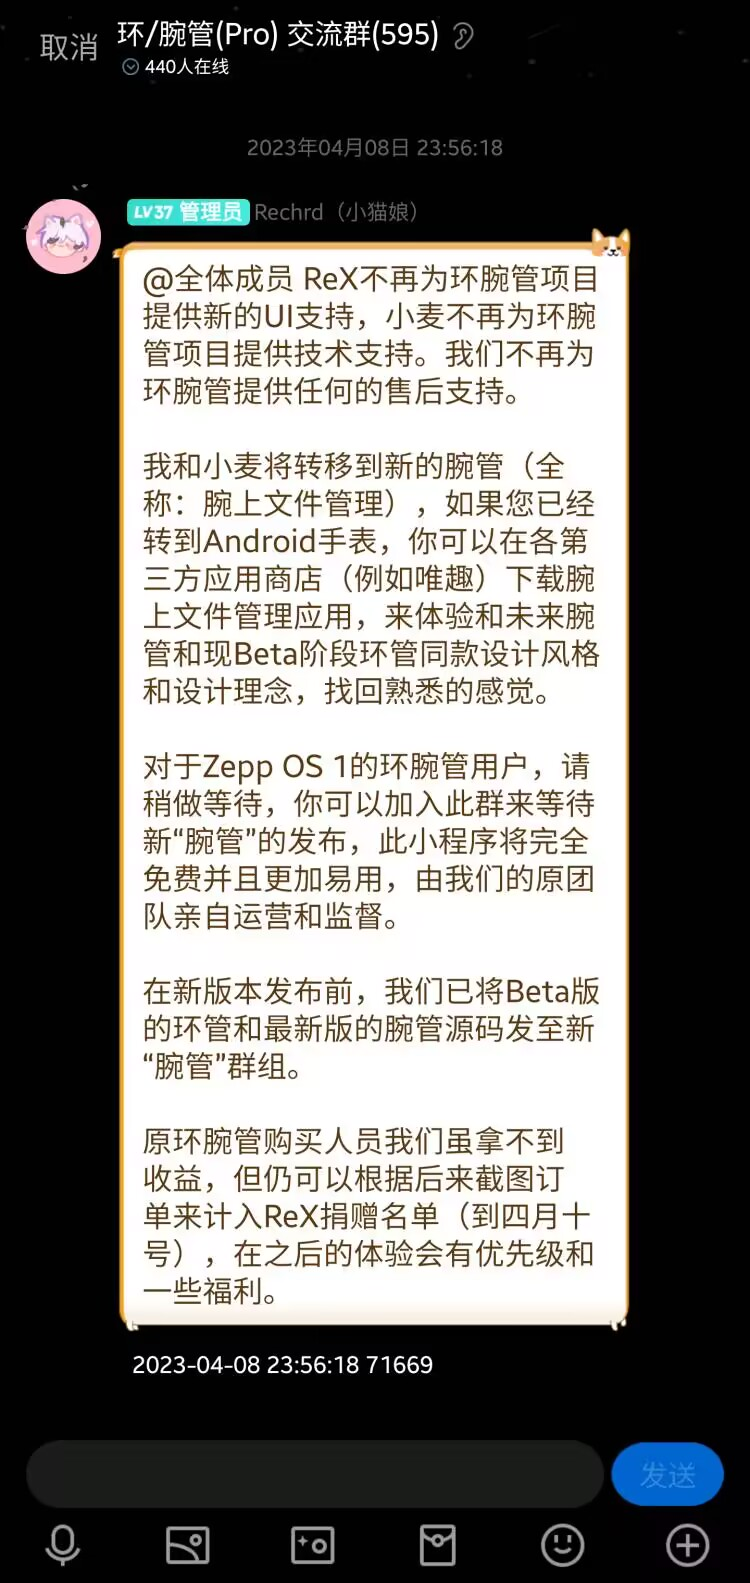 取消
环/腕管(Pro) 交流群(595)
440人在线
2023年04月08日 23:56:18
LV37 管理员 Rechrd（小猫娘）
@全体成员 ReX不再为环腕管项目
提供新的UI支持，小麦不再为环腕
管项目提供技术支持。我们不再为
环腕管提供任何的售后支持。
我和小麦将转移到新的腕管（全
称：腕上文件管理），如果您已经
转到Android手表，你可以在各第
三方应用商店（例如唯趣）下载腕
上文件管理应用，来体验和未来腕
管和现Beta阶段环管同款设计风格
和设计理念，找回熟悉的感觉。
对于Zepp OS 1的环腕管用户，请
稍做等待，你可以加入此群来等待
新“腕管”的发布，此小程序将完全
免费并且更加易用，由我们的原团
队亲自运营和监督。
在新版本发布前，我们已将Beta版
的环管和最新版的腕管源码发至新
“腕管”群组。
原环腕管购买人员我们虽拿不到
收益，但仍可以根据后来截图订
单来计入ReX捐赠名单（到四月十
号），在之后的体验会有优先级和
一些福利。
2023-04-08 23:56:18 71669
发送